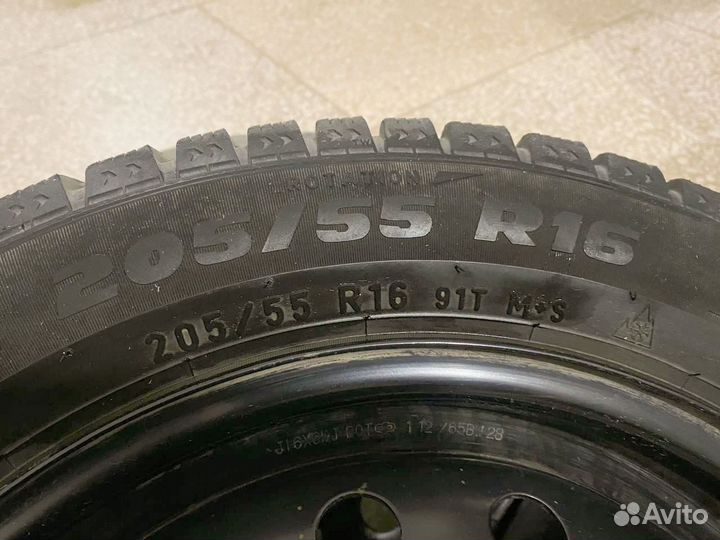 ROTATION
205/55 R16
205/55 R16 91T M+S
Avito